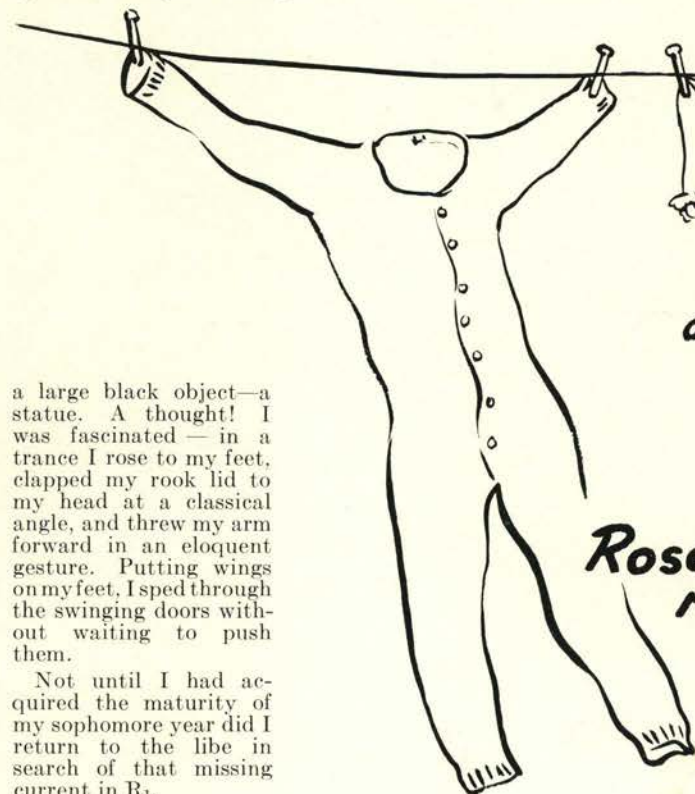 a large black object—a
statue. A thought! I
was fascinated — in a
trance I rose to my feet,
clapped my rook lid to
my head at a classical
angle, and threw my arm
forward in an eloquent
gesture. Putting wings
on my feet, I sped through
the swinging doors with-
out waiting to push
them.
Not until I had ac-
quired the maturity of
my sophomore year did I
return to the libe in
search of that missing
current in R₁.